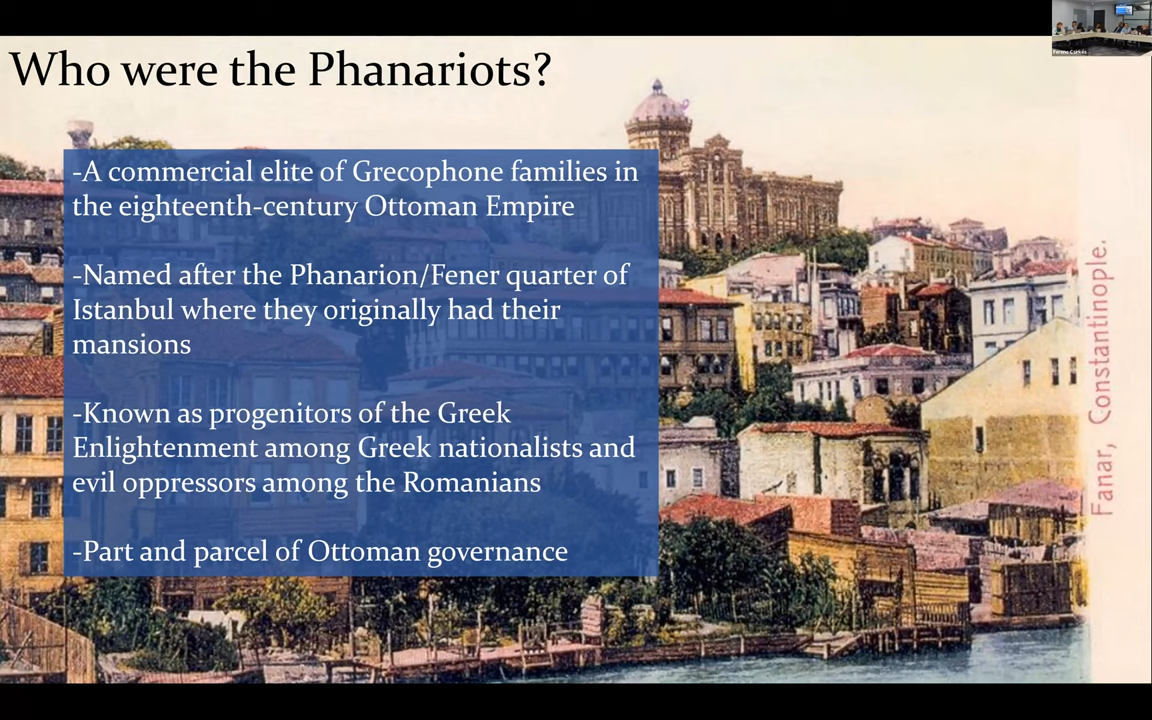 Who were the Phanariots?
-A commercial elite of Grecophone families in
the eighteenth-century Ottoman Empire
-Named after the Phanarion/Fener quarter of
Istanbul where they originally had their
mansions
-Known as progenitors of the Greek
Enlightenment among Greek nationalists and
evil oppressors among the Romanians
-Part and parcel of Ottoman governance
Fanar, Constantinople.